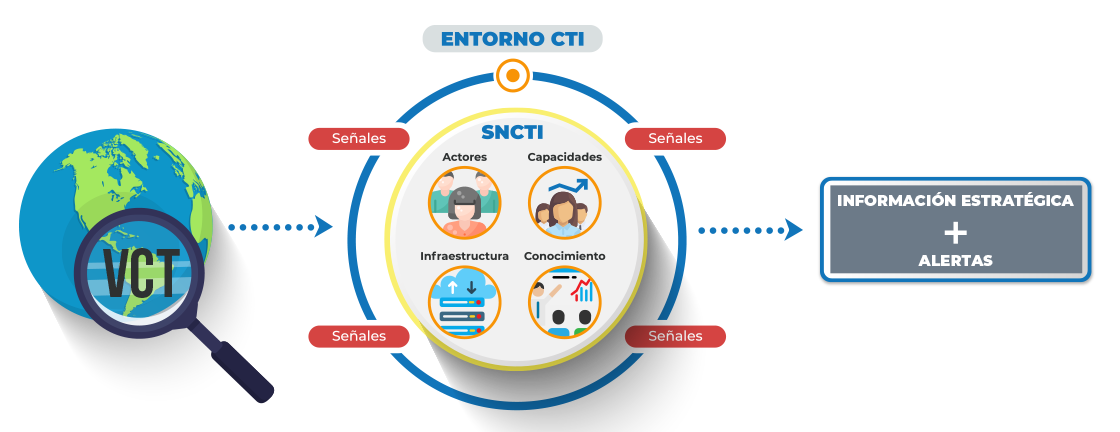 ENTORNO CTI
Señales
Señales
SNCTI
Actores
Capacidades
VCT
Infraestructura
Conocimiento
Señales
Señales
INFORMACIÓN ESTRATÉGICA
+
ALERTAS